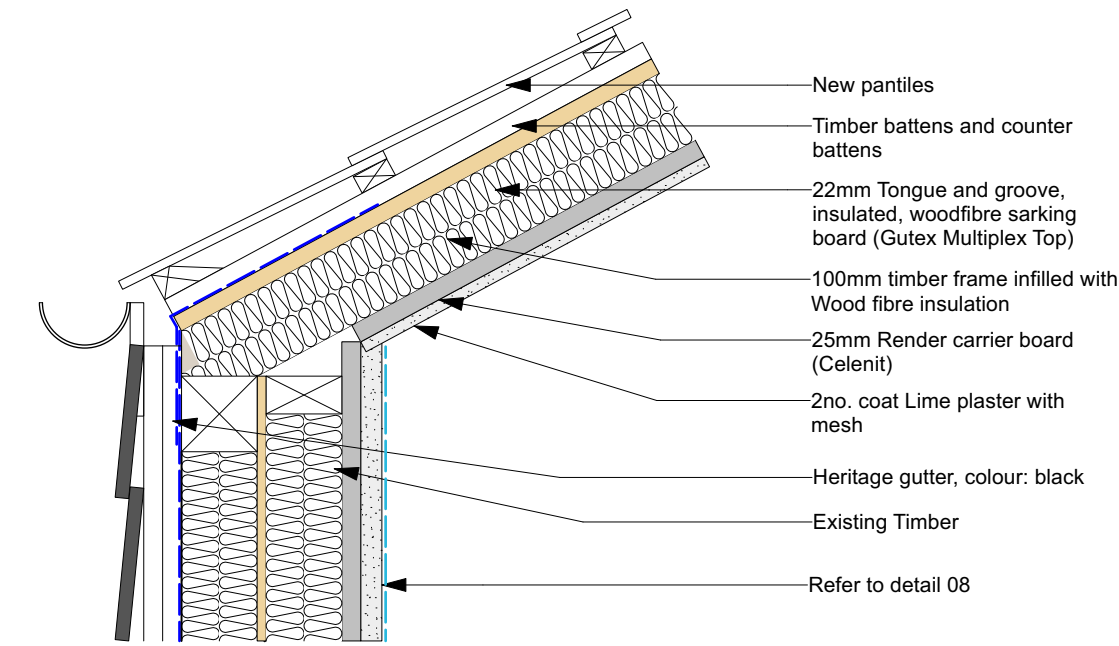 New pantiles
Timber battens and counter
battens
22mm Tongue and groove,
insulated, woodfibre sarking
board (Gutex Multiplex Top)
100mm timber frame infilled with
Wood fibre insulation
25mm Render carrier board
(Celenit)
2no. coat Lime plaster with
mesh
Heritage gutter, colour: black
Existing Timber
Refer to detail 08